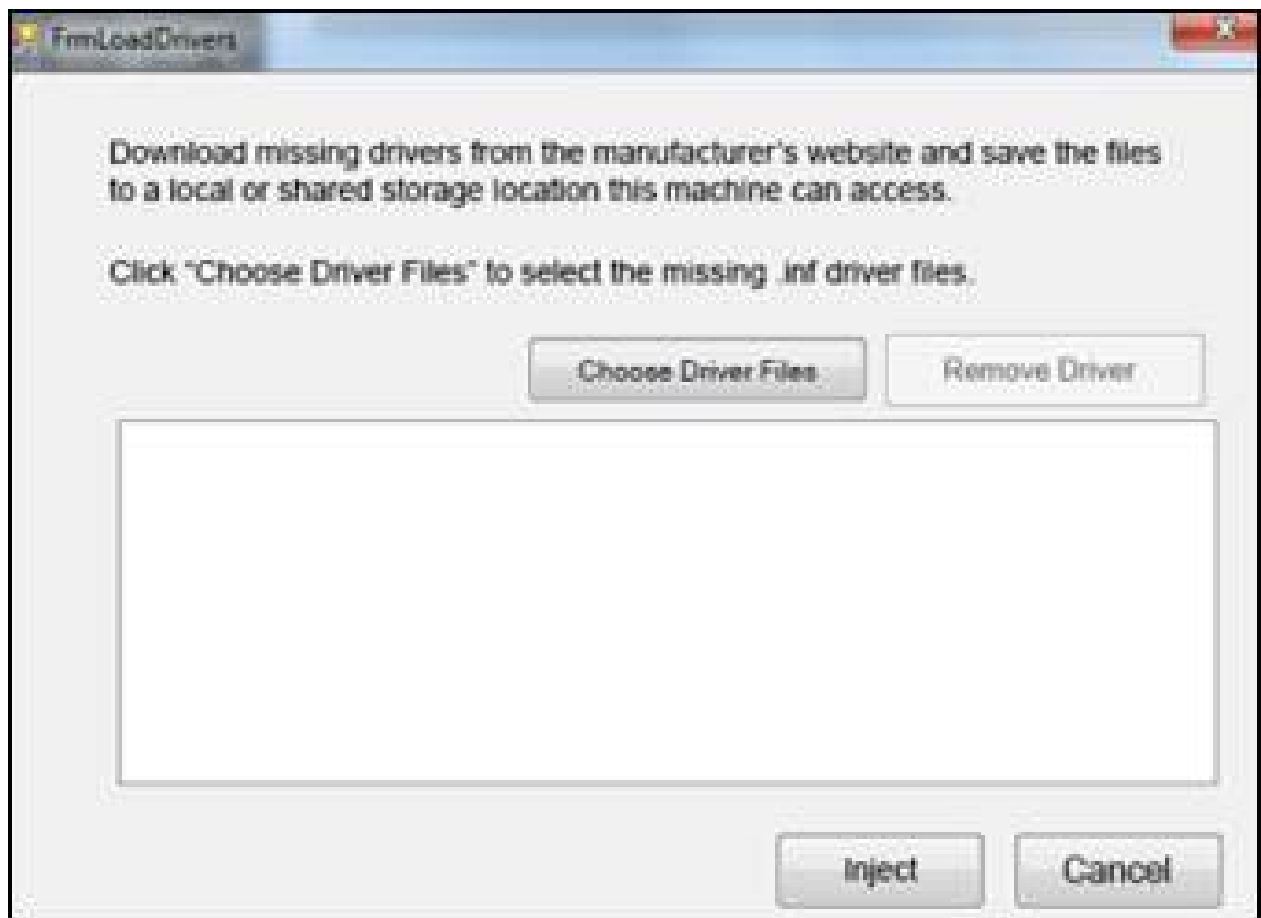 FrmLoadDrivers
Download missing drivers from the manufacturer's website and save the files
to a local or shared storage location this machine can access.
Click "Choose Driver Files" to select the missing .inf driver files.
Choose Driver Files
Remove Driver
Inject
Cancel